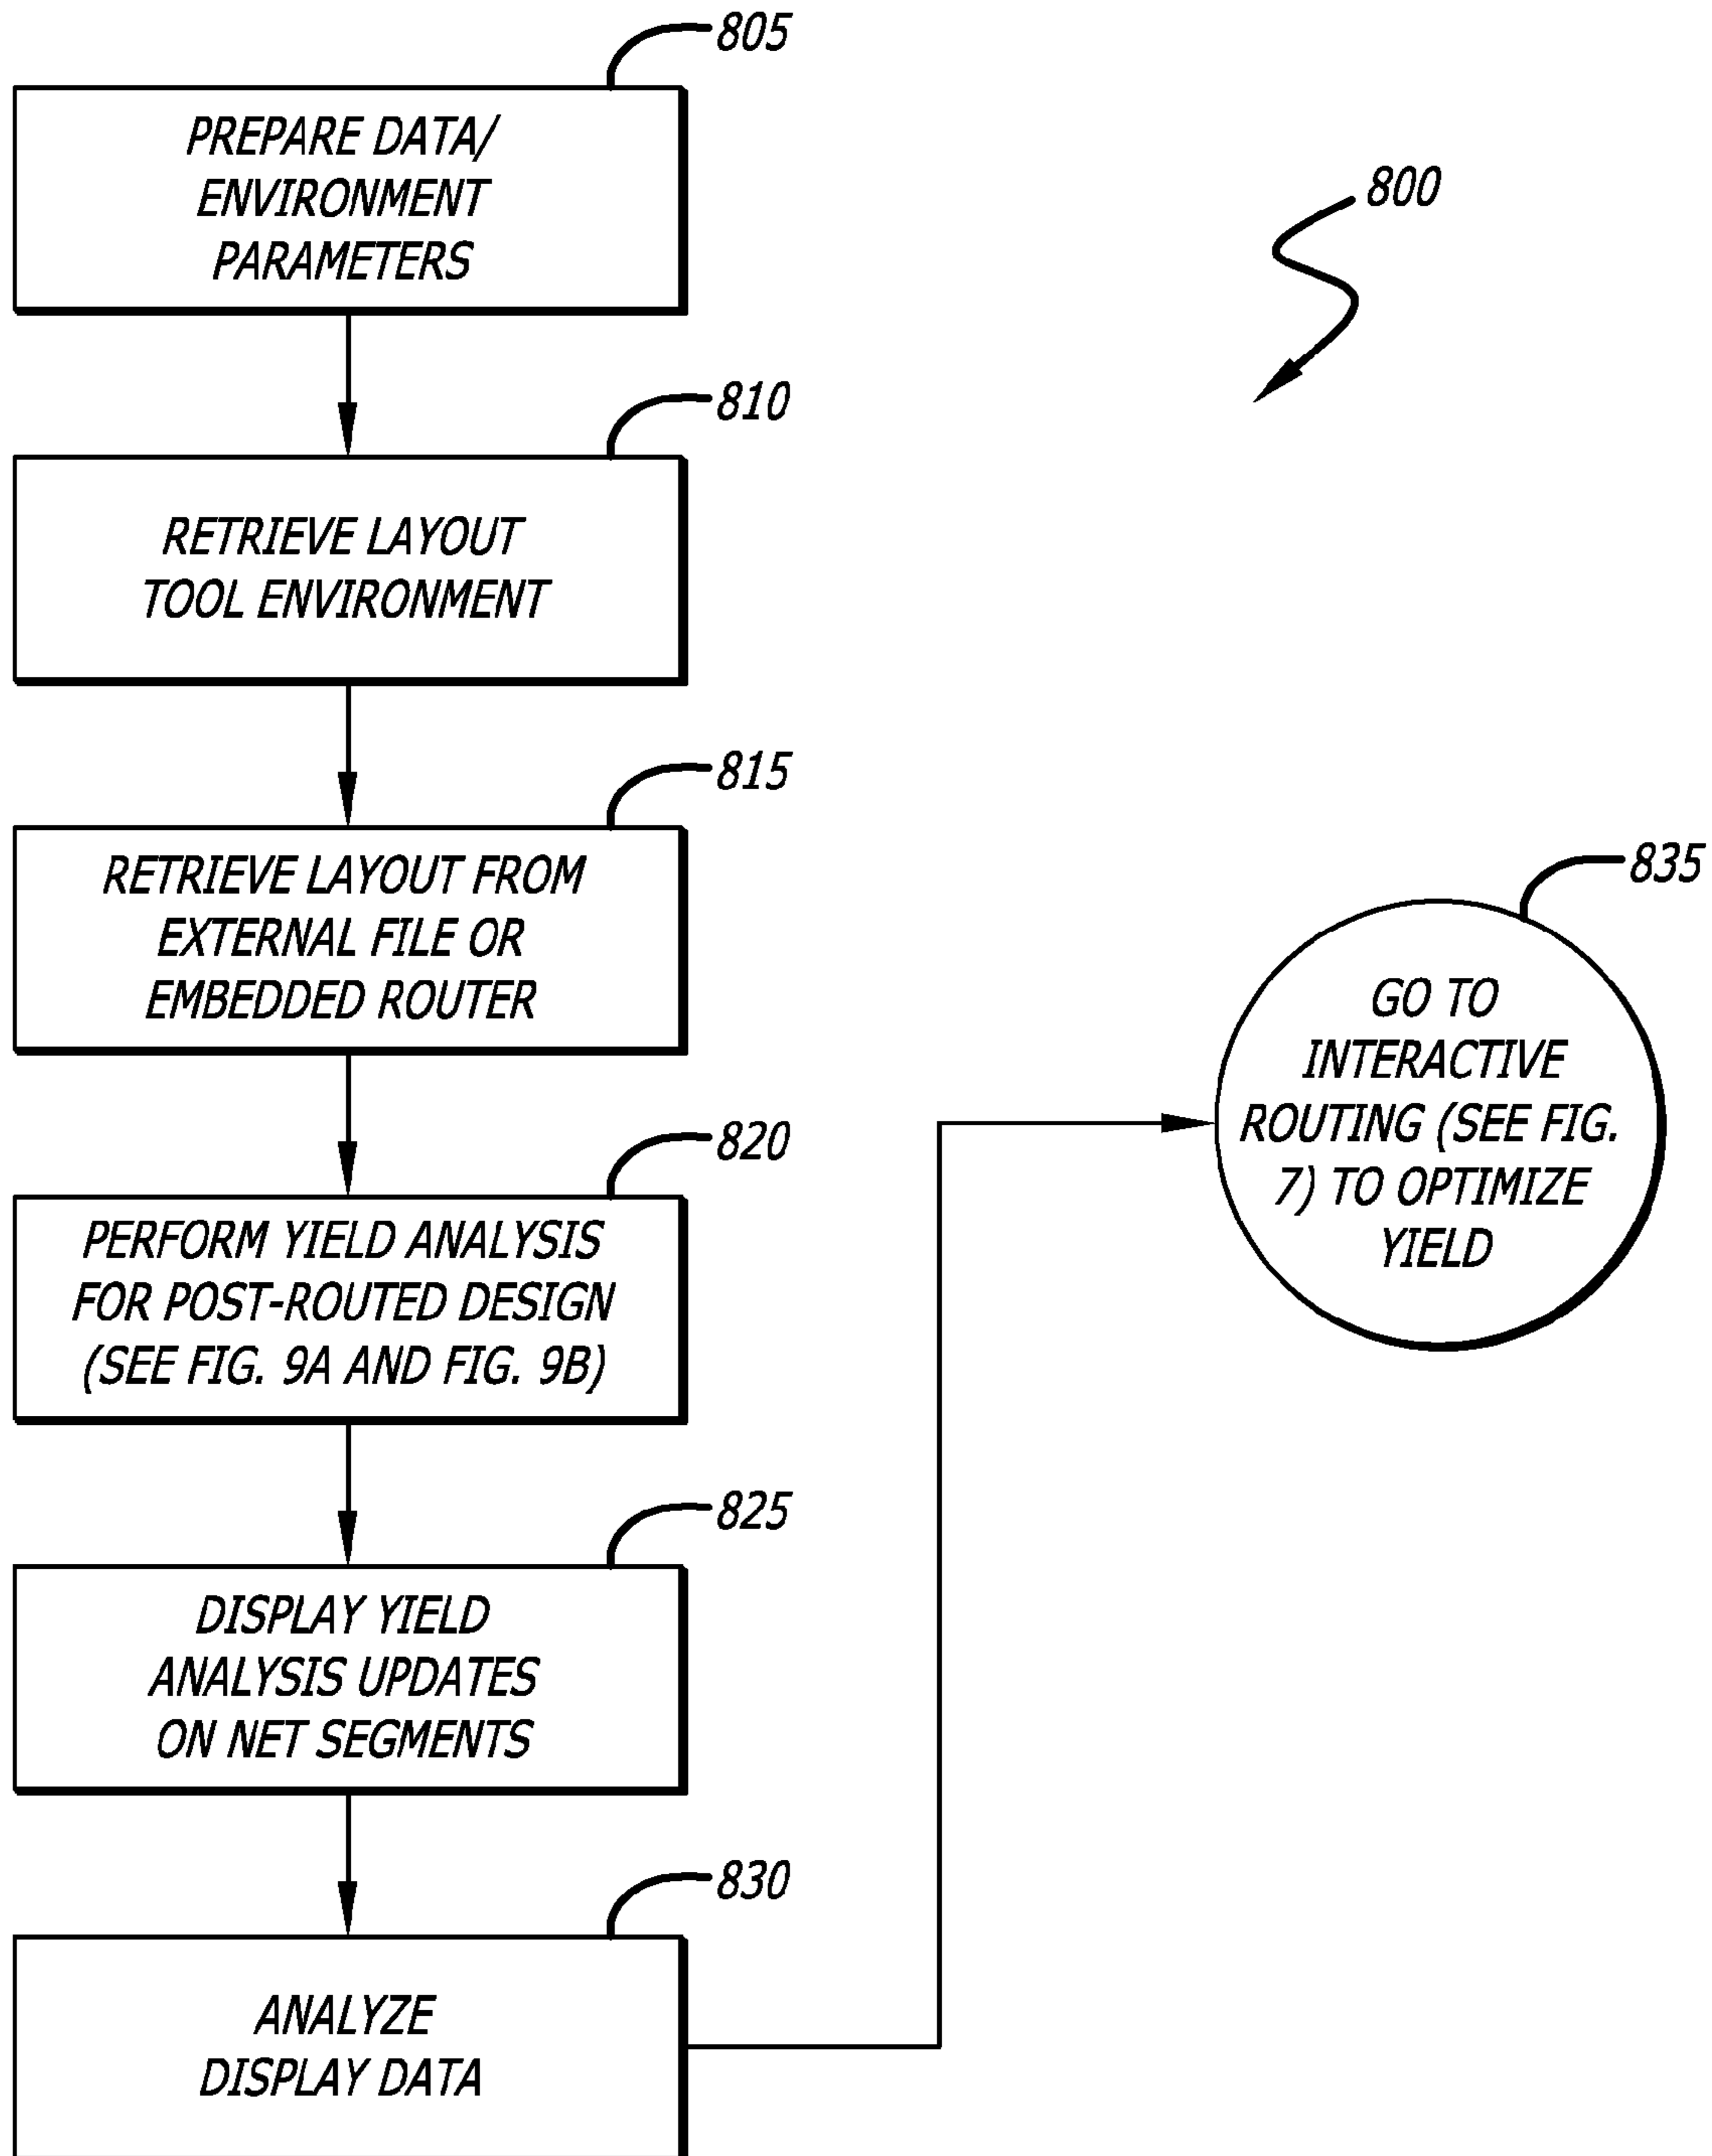 805
PREPARE DATA/
ENVIRONMENT
PARAMETERS
800
810
RETRIEVE LAYOUT
TOOL ENVIRONMENT
815
RETRIEVE LAYOUT FROM
EXTERNAL FILE OR
EMBEDDED ROUTER
820
PERFORM YIELD ANALYSIS
FOR POST-ROUTED DESIGN
(SEE FIG. 9A AND FIG. 9B)
825
DISPLAY YIELD
ANALYSIS UPDATES
ON NET SEGMENTS
830
ANALYZE
DISPLAY DATA
835
GO TO
INTERACTIVE
ROUTING (SEE FIG.
7) TO OPTIMIZE
YIELD